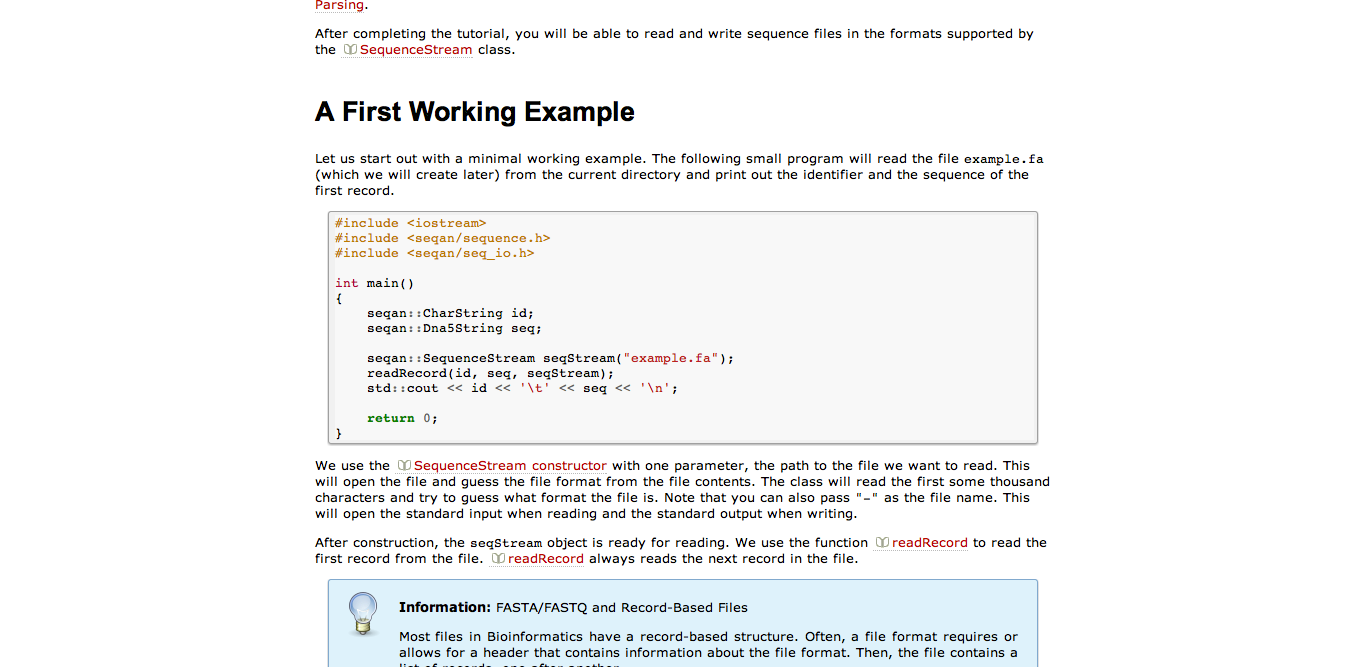 Parsing.
After completing the tutorial, you will be able to read and write sequence files in the formats supported by
the SequenceStream class.
A First Working Example
Let us start out with a minimal working example. The following small program will read the file example.fa
(which we will create later) from the current directory and print out the identifier and the sequence of the
first record.
#include <iostream>
#include <seqan/sequence.h>
#include <seqan/seq_io.h>
int main()
{
    seqan::CharString id;
    seqan::Dna5String seq;
    seqan::SequenceStream seqStream("example.fa");
    readRecord(id, seq, seqStream);
    std::cout << id << '\t' << seq << '\n';
    return 0;
}
We use the SequenceStream constructor with one parameter, the path to the file we want to read. This
will open the file and guess the file format from the file contents. The class will read the first some thousand
characters and try to guess what format the file is. Note that you can also pass "-" as the file name. This
will open the standard input when reading and the standard output when writing.
After construction, the seqStream object is ready for reading. We use the function readRecord to read the
first record from the file. readRecord always reads the next record in the file.
Information: FASTA/FASTQ and Record-Based Files
Most files in Bioinformatics have a record-based structure. Often, a file format requires or
allows for a header that contains information about the file format. Then, the file contains a
list of records, one after another.